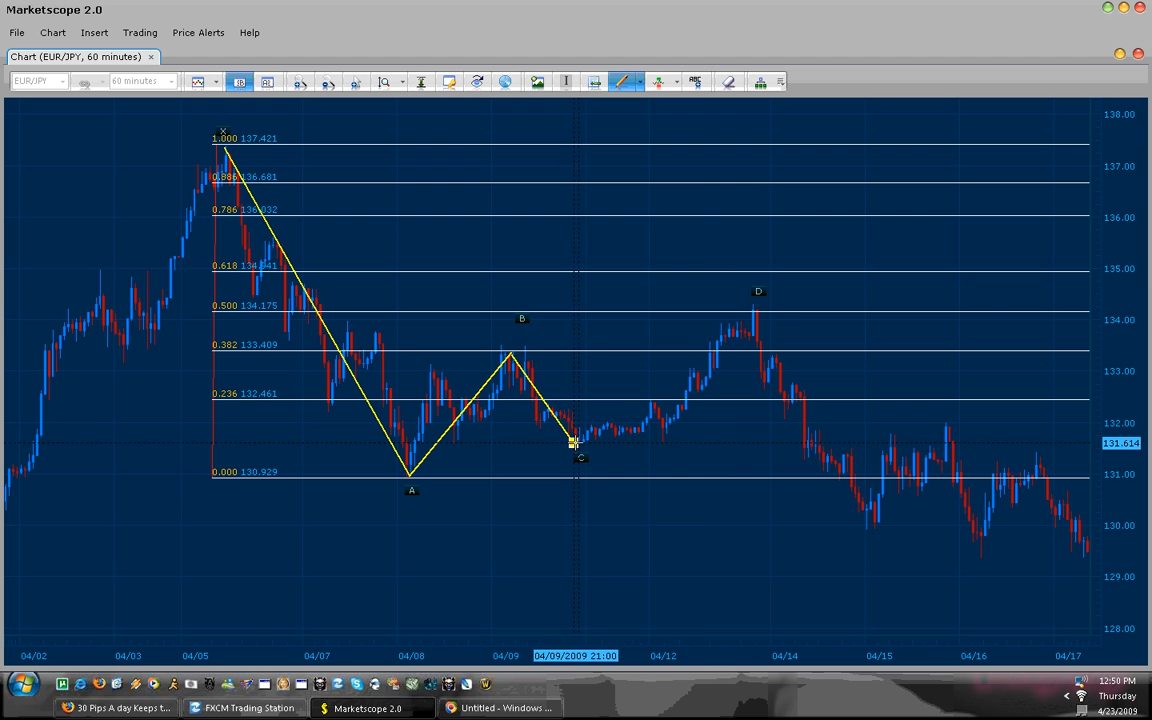 Marketscope 2.0
File Chart Insert Trading Price Alerts Help
Chart (EUR/JPY, 60 minutes) ×
EUR/JPY 60 minutes ABC
138.00
X
1.000 137.421
137.00
0.886 136.681
0.786
136.00
0.618
135.00
D
0.500 134.175
B
134.00
0.382 133.409
133.00
0.236 132.461
132.00
131.614
C
0.000 130.929
131.00
A
130.00
129.00
128.00
04/02 04/03 04/05 04/07 04/08 04/09 04/09/2009 21:00 04/12 04/14 04/15 04/16 04/17
12:50 PM
30 Pips A day Keeps t... FXCM Trading Station Marketscope 2.0 Untitled - Windows ... Thursday
4/23/2009